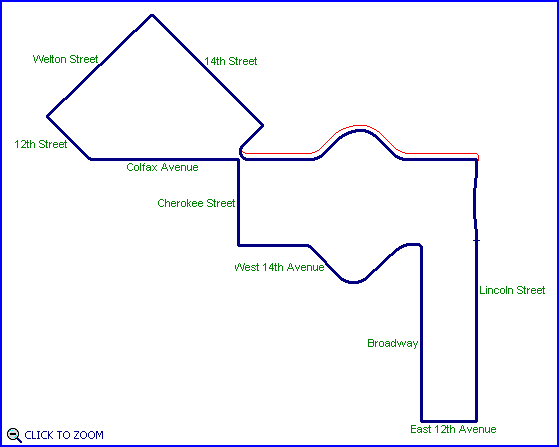 Welton Street
14th Street
12th Street
Colfax Avenue
Cherokee Street
West 14th Avenue
Lincoln Street
Broadway
East 12th Avenue
CLICK TO ZOOM